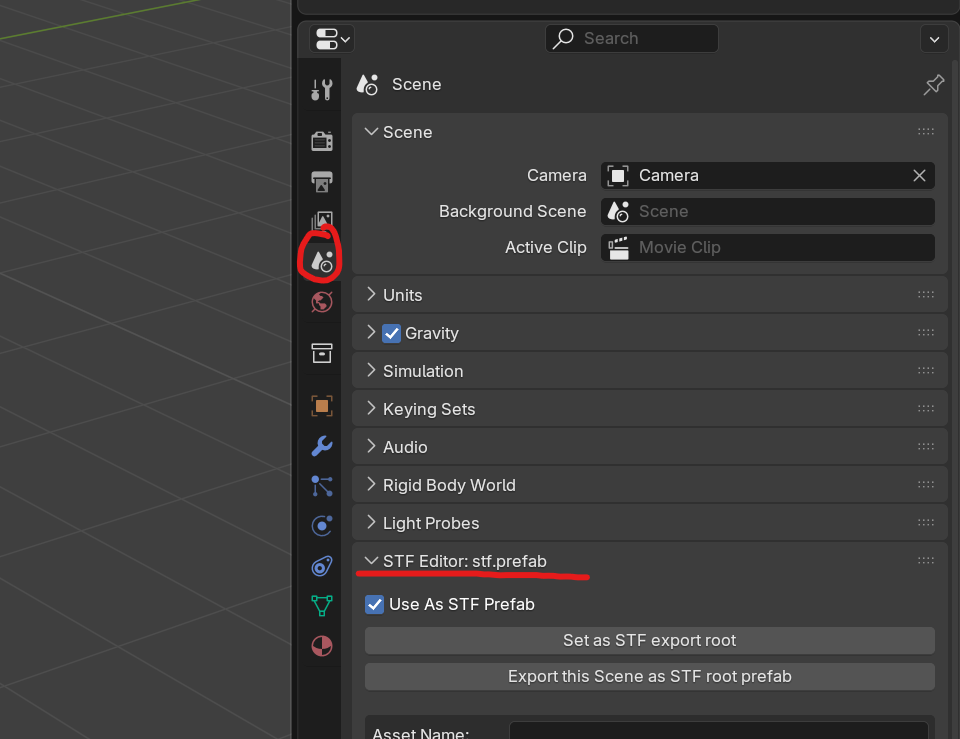 Search
Scene
Scene
Camera Camera
Background Scene Scene
Active Clip Movie Clip
Units
Gravity
Simulation
Keying Sets
Audio
Rigid Body World
Light Probes
STF Editor: stf.prefab
Use As STF Prefab
Set as STF export root
Export this Scene as STF root prefab
Asset Name: